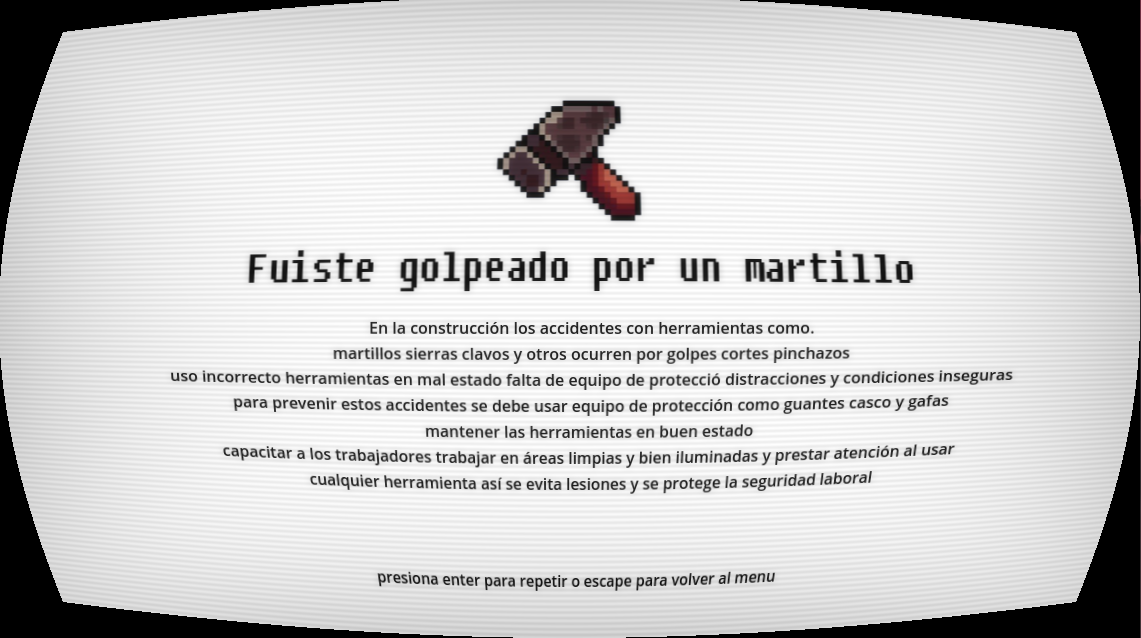 Fuiste golpeado por un martillo
En la construcción los accidentes con herramientas como.
martillos sierras clavos y otros ocurren por golpes cortes pinchazos
uso incorrecto herramientas en mal estado falta de equipo de protecció distracciones y condiciones inseguras
para prevenir estos accidentes se debe usar equipo de protección como guantes casco y gafas
mantener las herramientas en buen estado
capacitar a los trabajadores trabajar en áreas limpias y bien iluminadas y prestar atención al usar
cualquier herramienta así se evita lesiones y se protege la seguridad laboral
presiona enter para repetir o escape para volver al menu